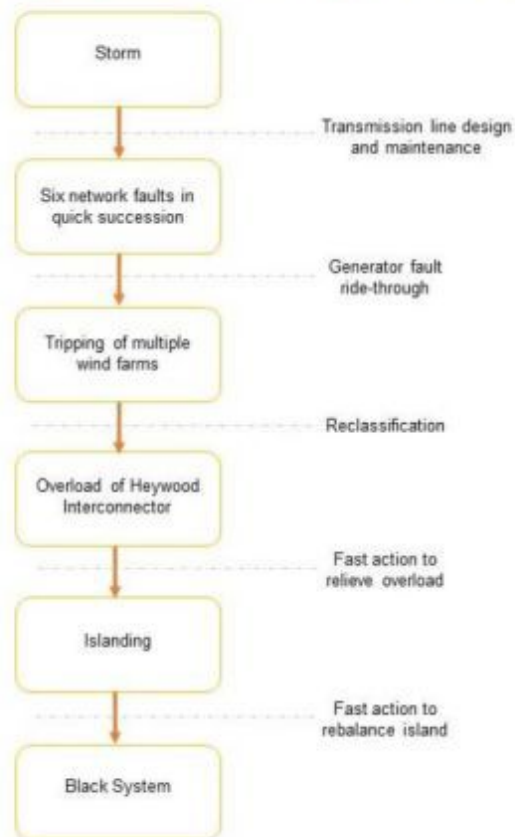 Storm
Transmission line design
and maintenance
Six network faults in
quick succession
Generator fault
ride-through
Tripping of multiple
wind farms
Reclassification
Overload of Heywood
Interconnector
Fast action to
relieve overload
Islanding
Fast action to
rebalance island
Black System